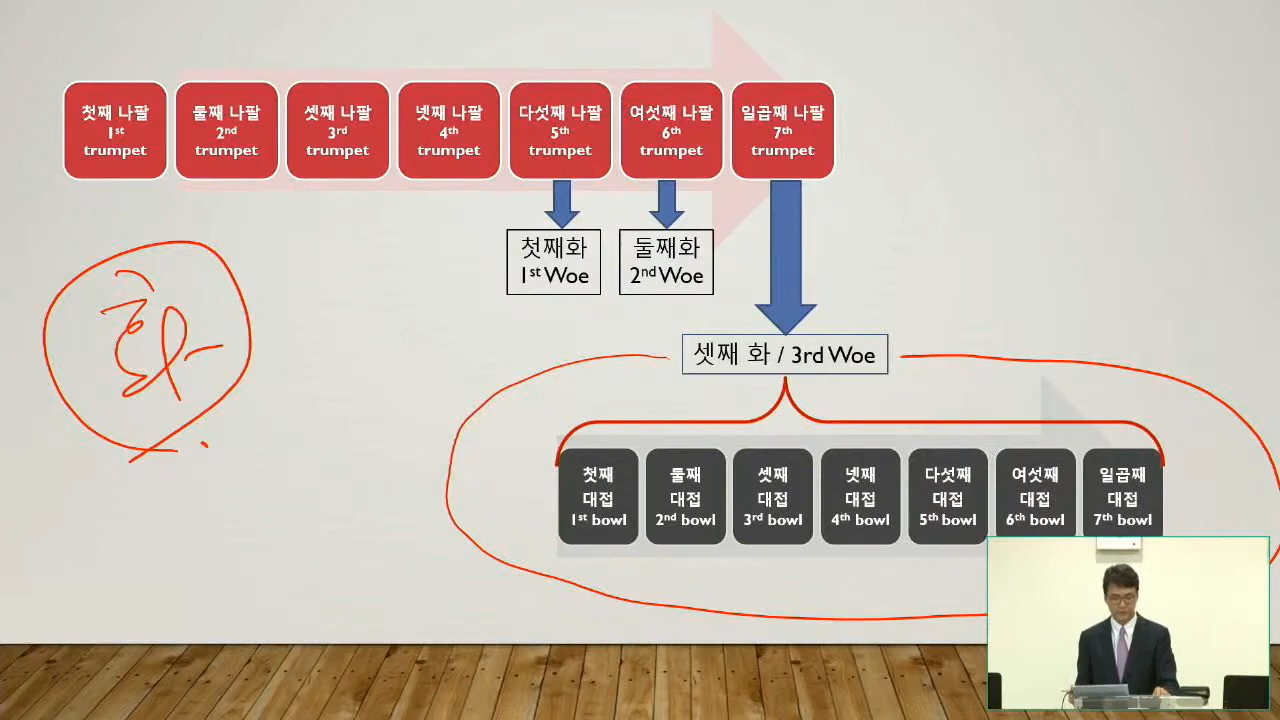 첫째 나팔
1st
trumpet
둘째 나팔
2nd
trumpet
셋째 나팔
3rd
trumpet
넷째 나팔
4th
trumpet
다섯째 나팔
5th
trumpet
여섯째 나팔
6th
trumpet
일곱째 나팔
7th
trumpet
첫째화
1st Woe
둘째화
2nd Woe
화
셋째 화 / 3rd Woe
첫째
대접
1st bowl
둘째
대접
2nd bowl
셋째
대접
3rd bowl
넷째
대접
4th bowl
다섯째
대접
5th bowl
여섯째
대접
6th bowl
일곱째
대접
7th bowl